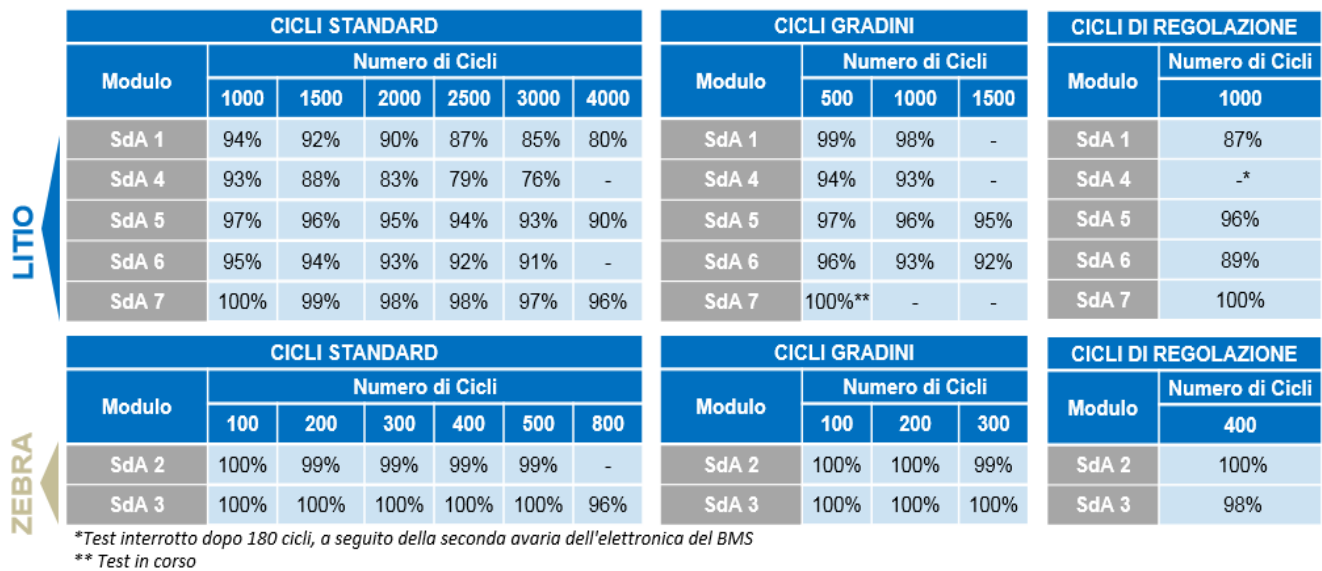 CICLI STANDARD
Modulo Numero di Cicli
1000 1500 2000 2500 3000 4000
SdA 1 94% 92% 90% 87% 85% 80%
SdA 4 93% 88% 83% 79% 76% -
SdA 5 97% 96% 95% 94% 93% 90%
SdA 6 95% 94% 93% 92% 91% -
SdA 7 100% 99% 98% 98% 97% 96%
CICLI GRADINI
Modulo Numero di Cicli
500 1000 1500
SdA 1 99% 98% -
SdA 4 94% 93% -
SdA 5 97% 96% 95%
SdA 6 96% 93% 92%
SdA 7 100%** - -
CICLI DI REGOLAZIONE
Modulo Numero di Cicli
1000
SdA 1 87%
SdA 4 -*
SdA 5 96%
SdA 6 89%
SdA 7 100%
LITIO
CICLI STANDARD
Modulo Numero di Cicli
100 200 300 400 500 800
SdA 2 100% 99% 99% 99% 99% -
SdA 3 100% 100% 100% 100% 100% 96%
CICLI GRADINI
Modulo Numero di Cicli
100 200 300
SdA 2 100% 100% 99%
SdA 3 100% 100% 100%
CICLI DI REGOLAZIONE
Modulo Numero di Cicli
400
SdA 2 100%
SdA 3 98%
ZEBRA
*Test interrotto dopo 180 cicli, a seguito della seconda avaria dell'elettronica del BMS
** Test in corso